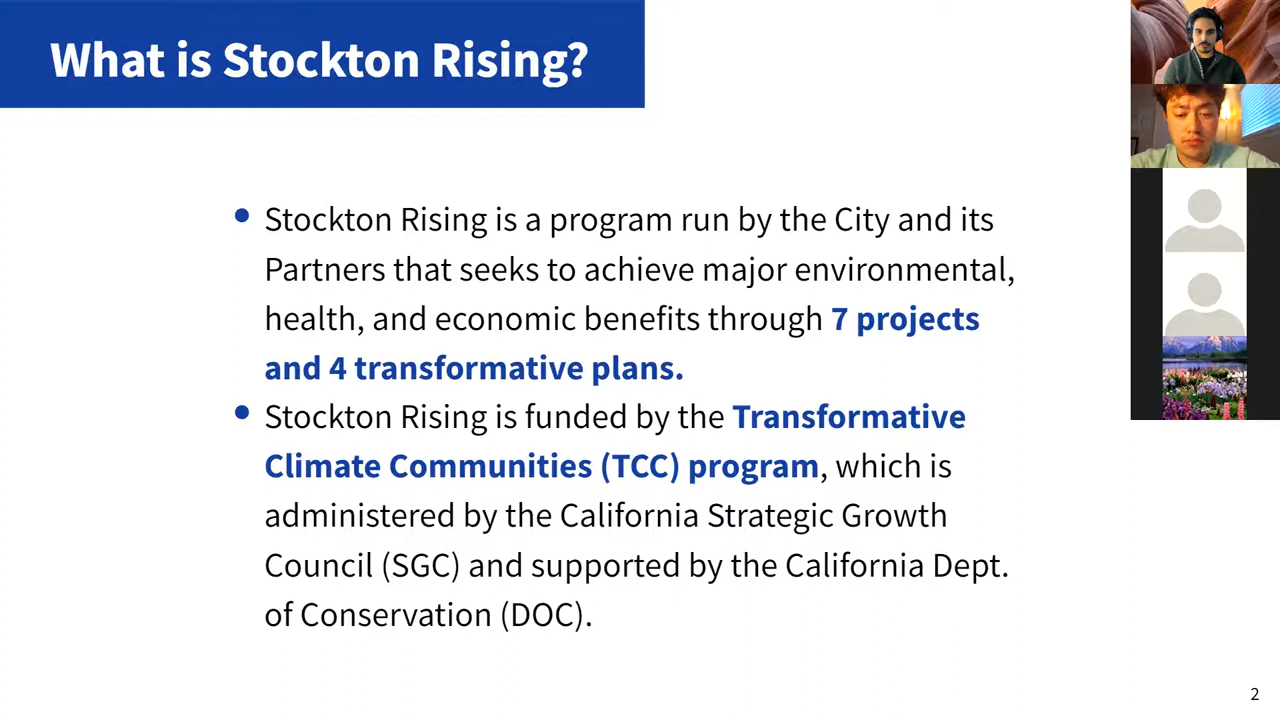 What is Stockton Rising?
• Stockton Rising is a program run by the City and its
Partners that seeks to achieve major environmental,
health, and economic benefits through 7 projects
and 4 transformative plans.
• Stockton Rising is funded by the Transformative
Climate Communities (TCC) program, which is
administered by the California Strategic Growth
Council (SGC) and supported by the California Dept.
of Conservation (DOC).
2